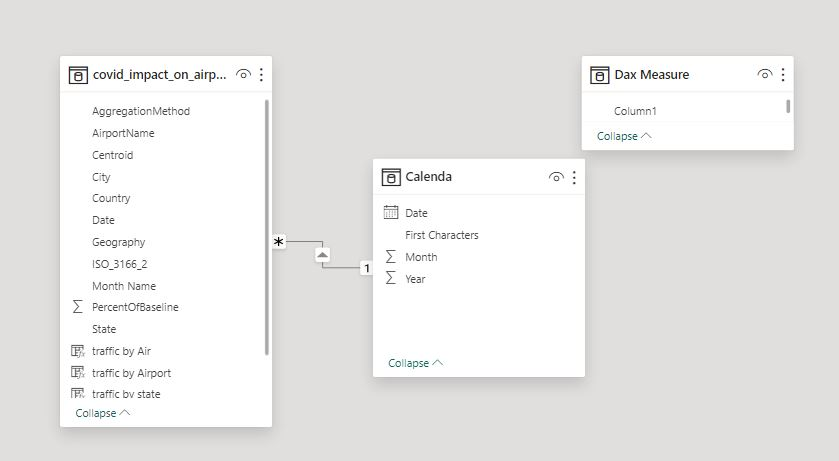 covid_impact_on_airp...
AggregationMethod
AirportName
Centroid
City
Country
Date
Geography
ISO_3166_2
Month Name
PercentOfBaseline
State
traffic by Air
traffic by Airport
traffic by state
Collapse
*
1
Calenda
Date
First Characters
Month
Year
Collapse
Dax Measure
Column1
Collapse